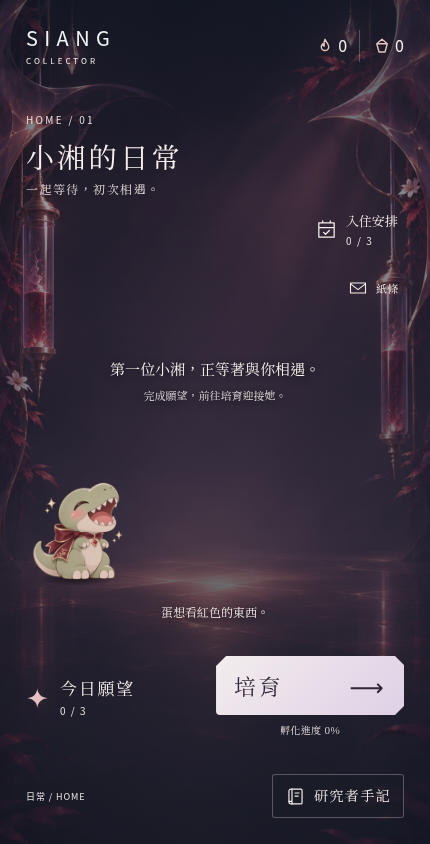 SIANG
COLLECTOR
0
0
HOME / 01
小湘的日常
一起等待，初次相遇。
入住安排
0 / 3
紙條
第一位小湘，正等著與你相遇。
完成願望，前往培育迎接她。
蛋想看紅色的東西。
今日願望
0 / 3
培育
孵化進度 0%
日常 / HOME
研究者手記